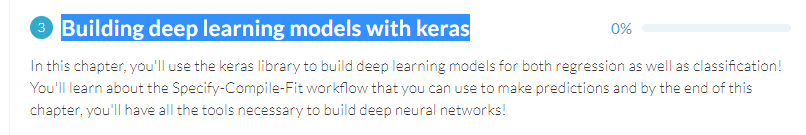 3 Building deep learning models with keras 0%
In this chapter, you'll use the keras library to build deep learning models for both regression as well as classification!
You'll learn about the Specify-Compile-Fit workflow that you can use to make predictions and by the end of this
chapter, you'll have all the tools necessary to build deep neural networks!